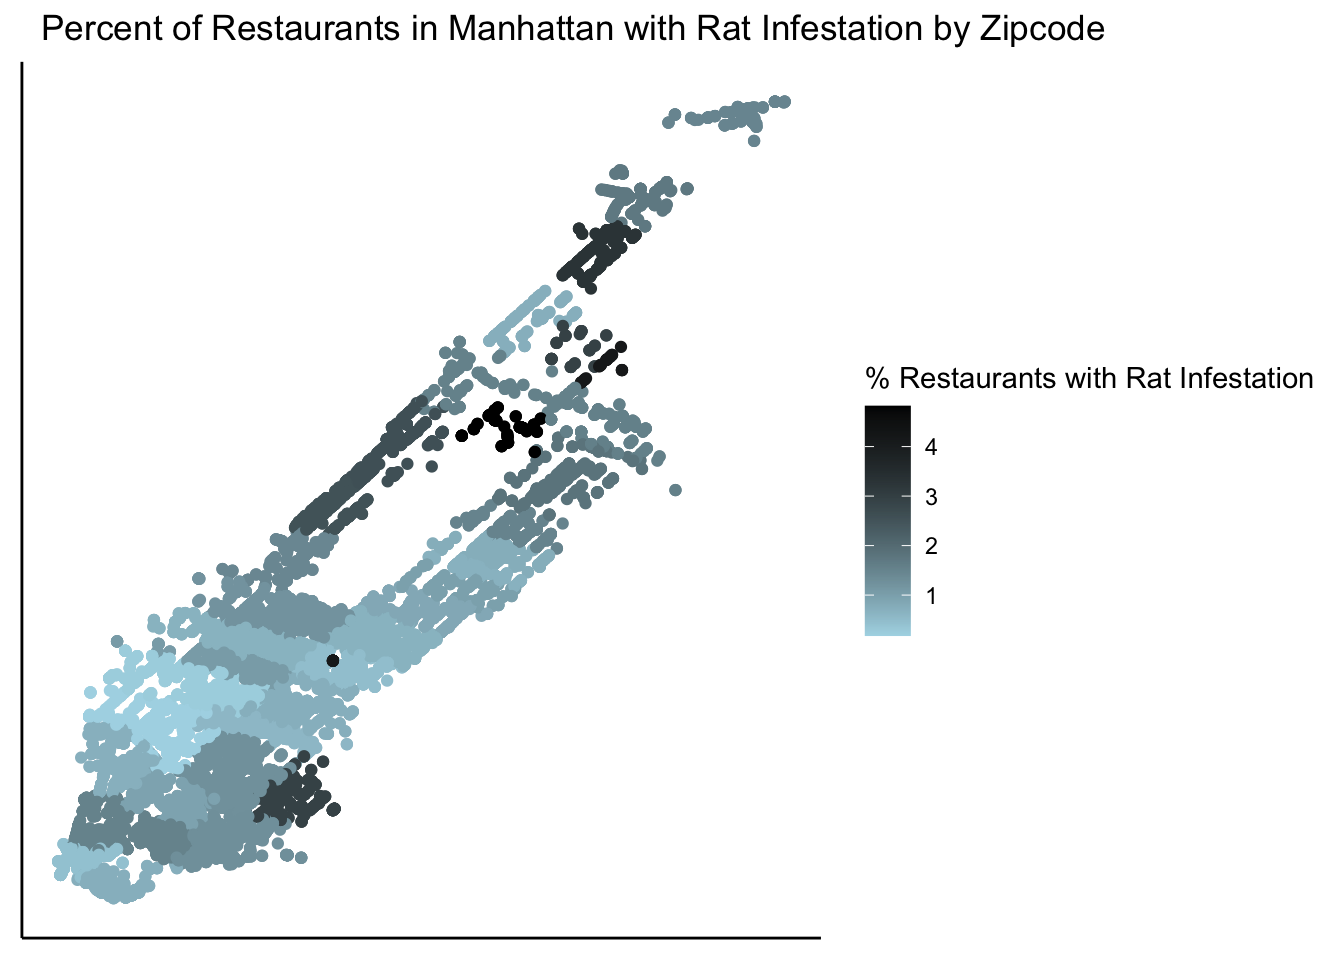 Percent of Restaurants in Manhattan with Rat Infestation by Zipcode
% Restaurants with Rat Infestation
4
3
2
1